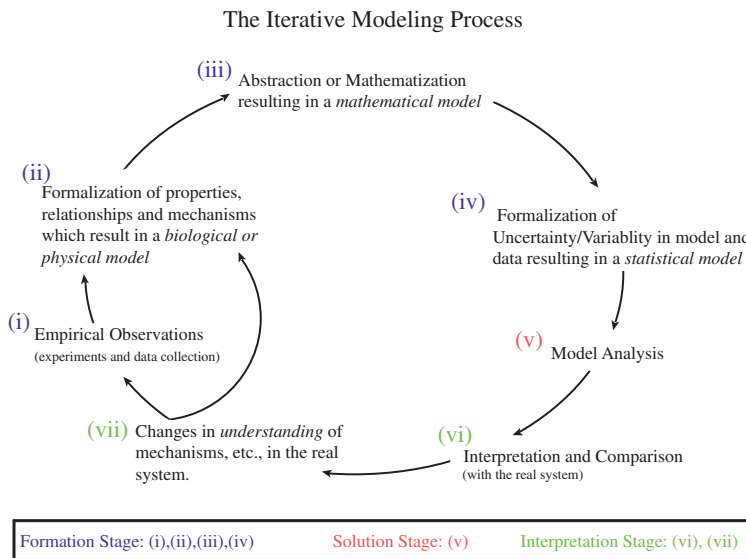 The Iterative Modeling Process
(iii)
Abstraction or Mathematization
resulting in a mathematical model
(ii)
Formalization of properties,
relationships and mechanisms
which result in a biological or
physical model
(iv)
Formalization of
Uncertainty/Variablity in model and
data resulting in a statistical model
(i)
Empirical Observations
(experiments and data collection)
(v)
Model Analysis
(vii)
Changes in understanding of
mechanisms, etc., in the real
system.
(vi)
Interpretation and Comparison
(with the real system)
Formation Stage: (i),(ii),(iii),(iv)
Solution Stage: (v)
Interpretation Stage: (vi), (vii)